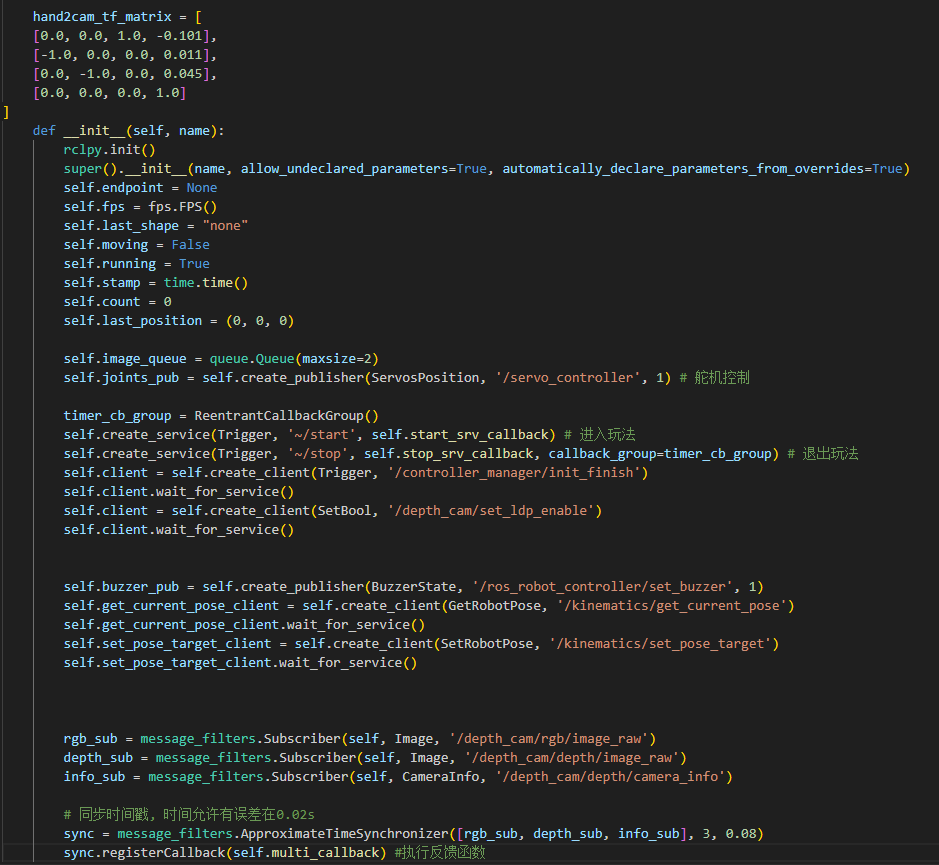 hand2cam_tf_matrix = [
[0.0, 0.0, 1.0, -0.101],
[-1.0, 0.0, 0.0, 0.011],
[0.0, -1.0, 0.0, 0.045],
[0.0, 0.0, 0.0, 1.0]
]
def __init__(self, name):
rclpy.init()
super().__init__(name, allow_undeclared_parameters=True, automatically_declare_parameters_from_overrides=True)
self.endpoint = None
self.fps = fps.FPS()
self.last_shape = "none"
self.moving = False
self.running = True
self.stamp = time.time()
self.count = 0
self.last_position = (0, 0, 0)
self.image_queue = queue.Queue(maxsize=2)
self.joints_pub = self.create_publisher(ServosPosition, '/servo_controller', 1) # 舵机控制
timer_cb_group = ReentrantCallbackGroup()
self.create_service(Trigger, '~/start', self.start_srv_callback) # 进入玩法
self.create_service(Trigger, '~/stop', self.stop_srv_callback, callback_group=timer_cb_group) # 退出玩法
self.client = self.create_client(Trigger, '/controller_manager/init_finish')
self.client.wait_for_service()
self.client = self.create_client(SetBool, '/depth_cam/set_ldp_enable')
self.client.wait_for_service()
self.buzzer_pub = self.create_publisher(BuzzerState, '/ros_robot_controller/set_buzzer', 1)
self.get_current_pose_client = self.create_client(GetRobotPose, '/kinematics/get_current_pose')
self.get_current_pose_client.wait_for_service()
self.set_pose_target_client = self.create_client(SetRobotPose, '/kinematics/set_pose_target')
self.set_pose_target_client.wait_for_service()
rgb_sub = message_filters.Subscriber(self, Image, '/depth_cam/rgb/image_raw')
depth_sub = message_filters.Subscriber(self, Image, '/depth_cam/depth/image_raw')
info_sub = message_filters.Subscriber(self, CameraInfo, '/depth_cam/depth/camera_info')
# 同步时间戳, 时间允许有误差在0.02s
sync = message_filters.ApproximateTimeSynchronizer([rgb_sub, depth_sub, info_sub], 3, 0.08)
sync.registerCallback(self.multi_callback) #执行反馈函数